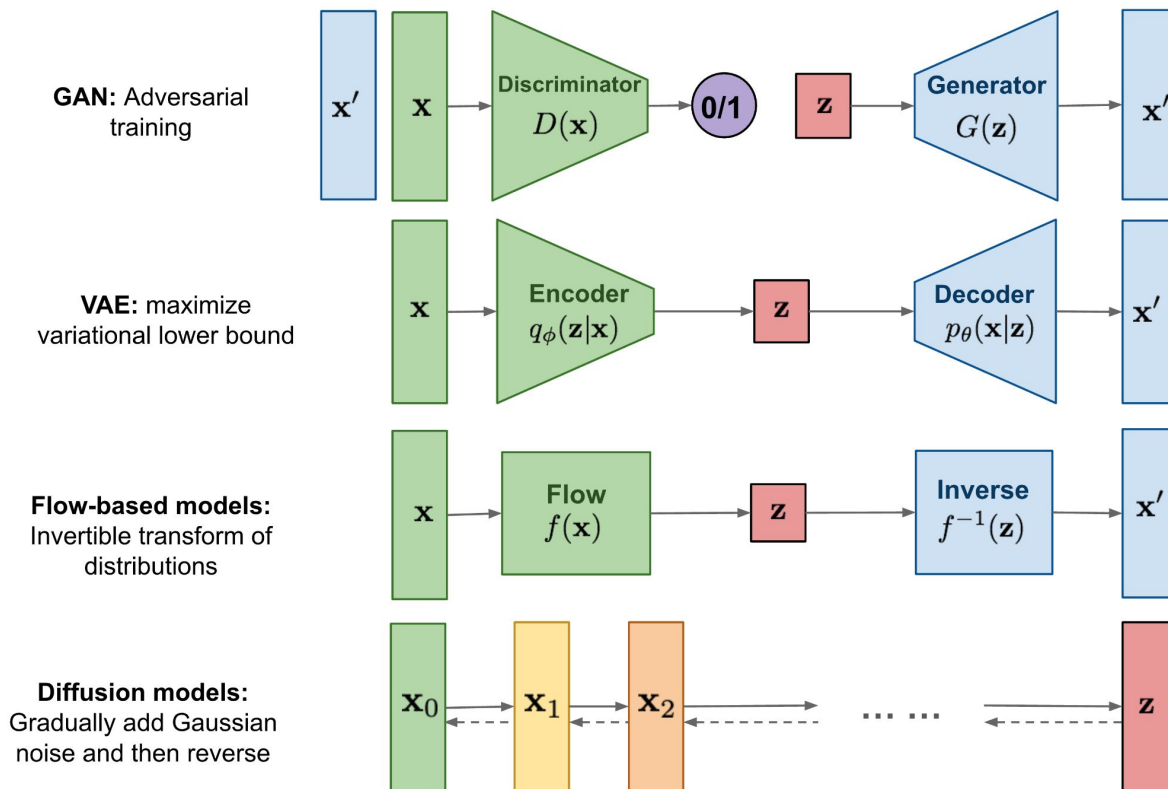 GAN: Adversarial
training
x′
x
Discriminator
D(x)
0/1
z
Generator
G(z)
x′
VAE: maximize
variational lower bound
x
Encoder
qϕ(z|x)
z
Decoder
pθ(x|z)
x′
Flow-based models:
Invertible transform of
distributions
x
Flow
f(x)
z
Inverse
f⁻¹(z)
x′
Diffusion models:
Gradually add Gaussian
noise and then reverse
x₀
x₁
x₂
... ...
z